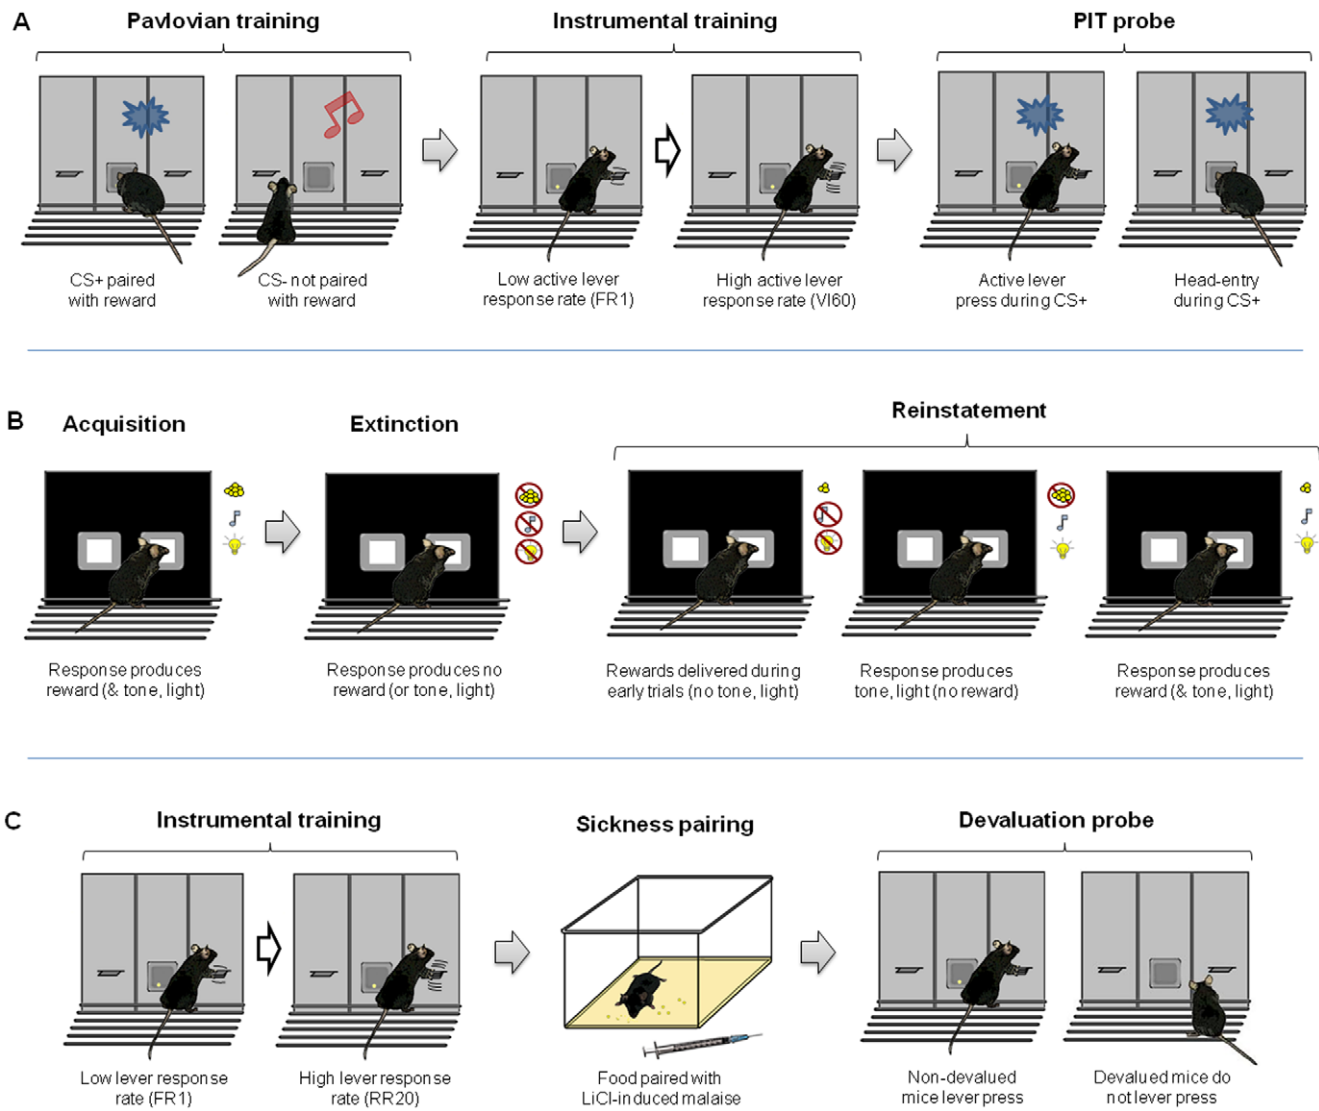 A
Pavlovian training
Instrumental training
PIT probe
CS+ paired
with reward
CS- not paired
with reward
Low active lever
response rate (FR1)
High active lever
response rate (VI60)
Active lever
press during CS+
Head-entry
during CS+
B
Acquisition
Extinction
Reinstatement
Response produces
reward (& tone, light)
Response produces no
reward (or tone, light)
Rewards delivered during
early trials (no tone, light)
Response produces
tone, light (no reward)
Response produces
reward (& tone, light)
C
Instrumental training
Sickness pairing
Devaluation probe
Low lever response
rate (FR1)
High lever response
rate (RR20)
Food paired with
LiCl-induced malaise
Non-devalued
mice lever press
Devalued mice do
not lever press